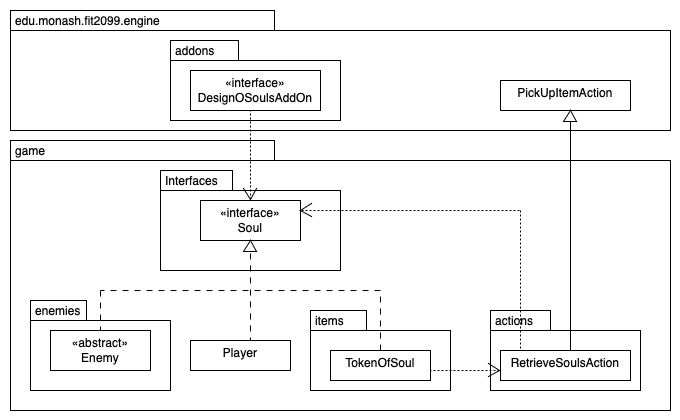 edu.monash.fit2099.engine
addons
«interface»
DesignOSoulsAddOn
PickUpItemAction
game
Interfaces
«interface»
Soul
enemies
«abstract»
Enemy
Player
items
TokenOfSoul
actions
RetrieveSoulsAction